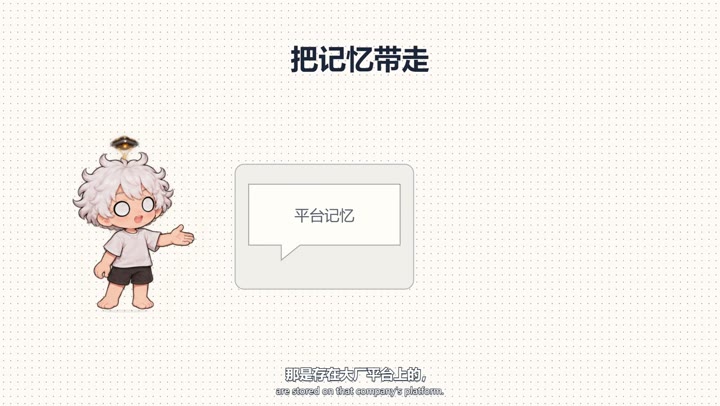 把记忆带走
平台记忆
那是存在大厂平台上的，
are stored on that company's platform.